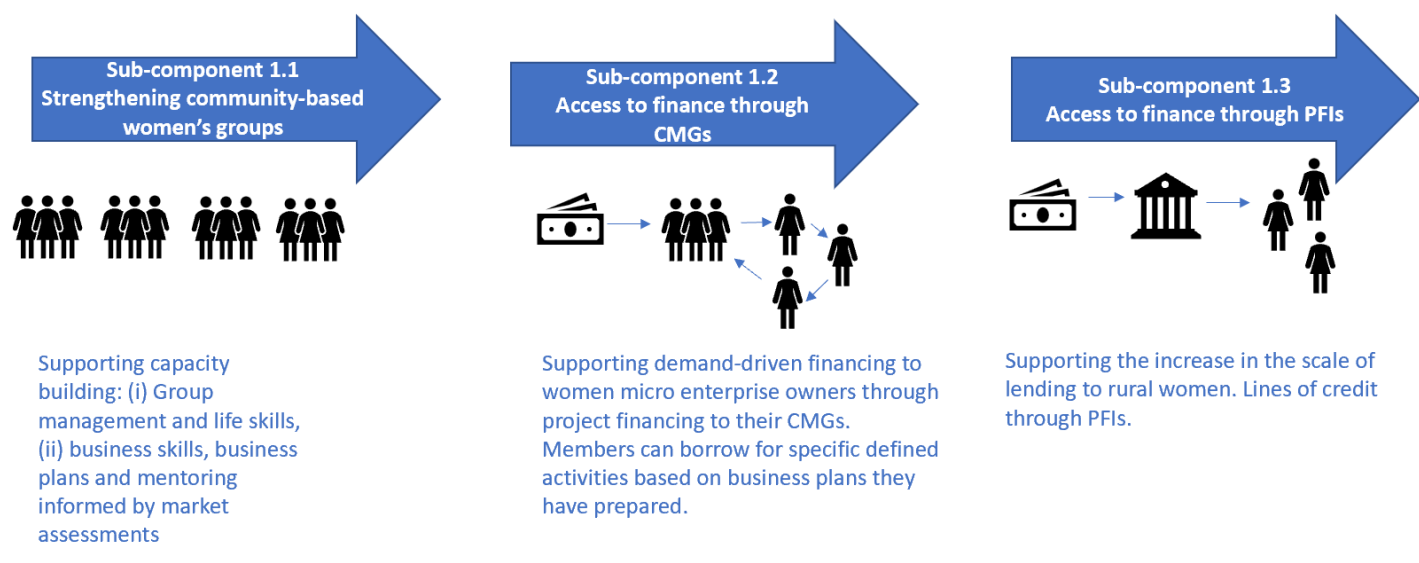 Sub-component 1.1
Strengthening community-based
women's groups
Sub-component 1.2
Access to finance through
CMGs
Sub-component 1.3
Access to finance through PFIs
Supporting capacity
building: (i) Group
management and life skills,
(ii) business skills, business
plans and mentoring
informed by market
assessments
Supporting demand-driven financing to
women micro enterprise owners through
project financing to their CMGs.
Members can borrow for specific defined
activities based on business plans they
have prepared.
Supporting the increase in the scale of
lending to rural women. Lines of credit
through PFIs.